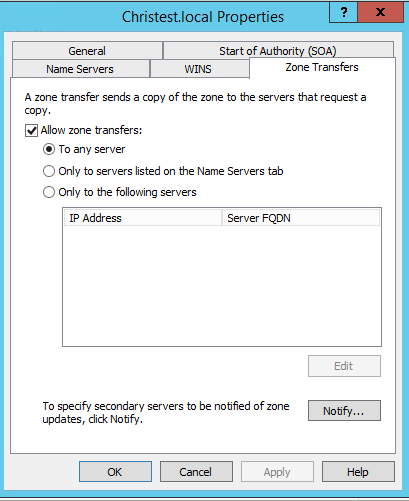 Christest.local Properties
? x
General Start of Authority (SOA)
Name Servers WINS Zone Transfers
A zone transfer sends a copy of the zone to the servers that request a
copy.
Allow zone transfers:
To any server
Only to servers listed on the Name Servers tab
Only to the following servers
IP Address Server FQDN
Edit
To specify secondary servers to be notified of zone
updates, click Notify.
Notify...
OK Cancel Apply Help